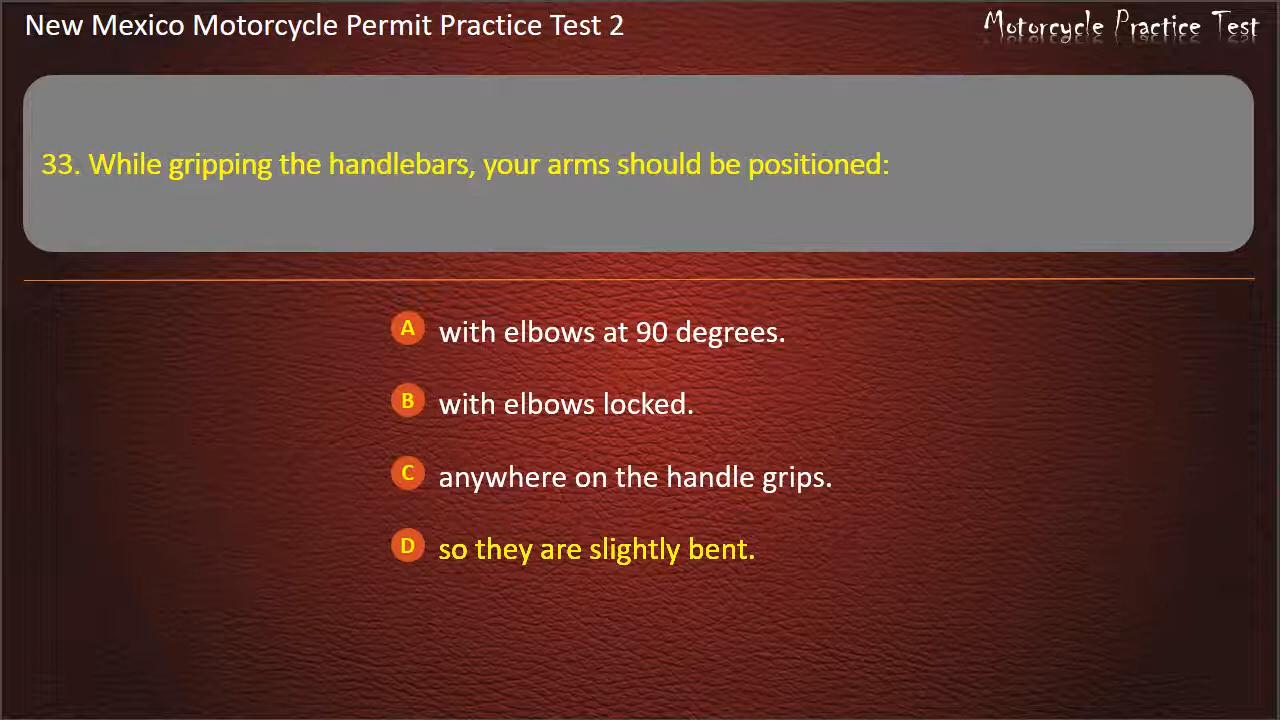 New Mexico Motorcycle Permit Practice Test 2
Motorcycle Practice Test
33. While gripping the handlebars, your arms should be positioned:
A with elbows at 90 degrees.
B with elbows locked.
C anywhere on the handle grips.
D so they are slightly bent.